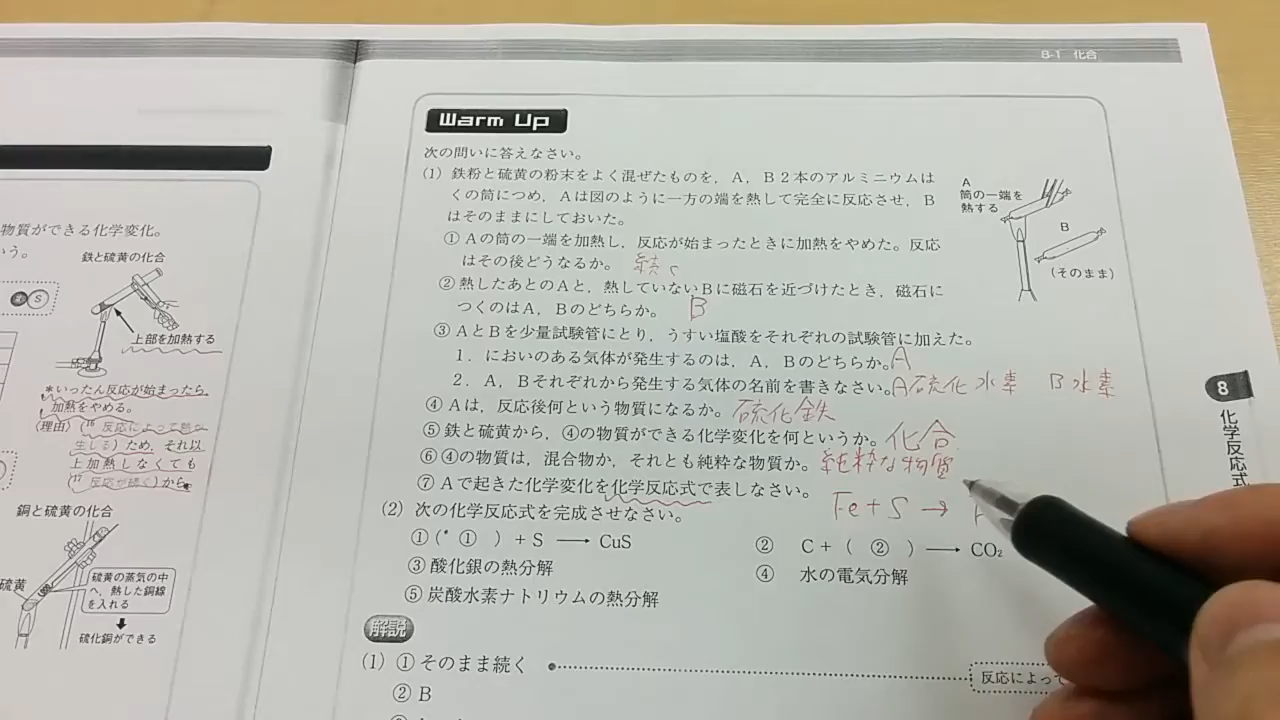 8-1 化合
物質ができる化学変化。
いう。
鉄と硫黄の化合
S
上部を加熱する
*いったん反応が始まったら,
加熱をやめる。
(理由)(⑯ 反応によって熱が
生じる)ため,それ以
上加熱しなくても
(⑰ 反応が続く)から
銅と硫黄の化合
硫黄
硫黄の蒸気の中
へ,熱した銅線
を入れる
硫化銅ができる
Warm Up
次の問いに答えなさい。
(1) 鉄粉と硫黄の粉末をよく混ぜたものを,A,B2本のアルミニウムは
くの筒につめ,Aは図のように一方の端を熱して完全に反応させ,B
はそのままにしておいた。
① Aの筒の一端を加熱し,反応が始まったときに加熱をやめた。反応
はその後どうなるか。 続く
② 熱したあとのAと,熱していないBに磁石を近づけたとき,磁石に
つくのはA,Bのどちらか。 B
③ AとBを少量試験管にとり,うすい塩酸をそれぞれの試験管に加えた。
1.においのある気体が発生するのは,A,Bのどちらか。A
2.A,Bそれぞれから発生する気体の名前を書きなさい。A硫化水素 B水素
④ Aは,反応後何という物質になるか。 硫化鉄
⑤ 鉄と硫黄から,④の物質ができる化学変化を何というか。 化合
⑥ ④の物質は,混合物か,それとも純粋な物質か。 純粋な物質
⑦ Aで起きた化学変化を化学反応式で表しなさい。
Fe+S →
A
筒の一端を
熱する
B
(そのまま)
(2) 次の化学反応式を完成させなさい。
①(* ① )+S ⟶ CuS
② C+( ② )⟶ CO₂
③ 酸化銀の熱分解
④ 水の電気分解
⑤ 炭酸水素ナトリウムの熱分解
解説
(1) ① そのまま続く
反応によって
② B
8
化学反応式